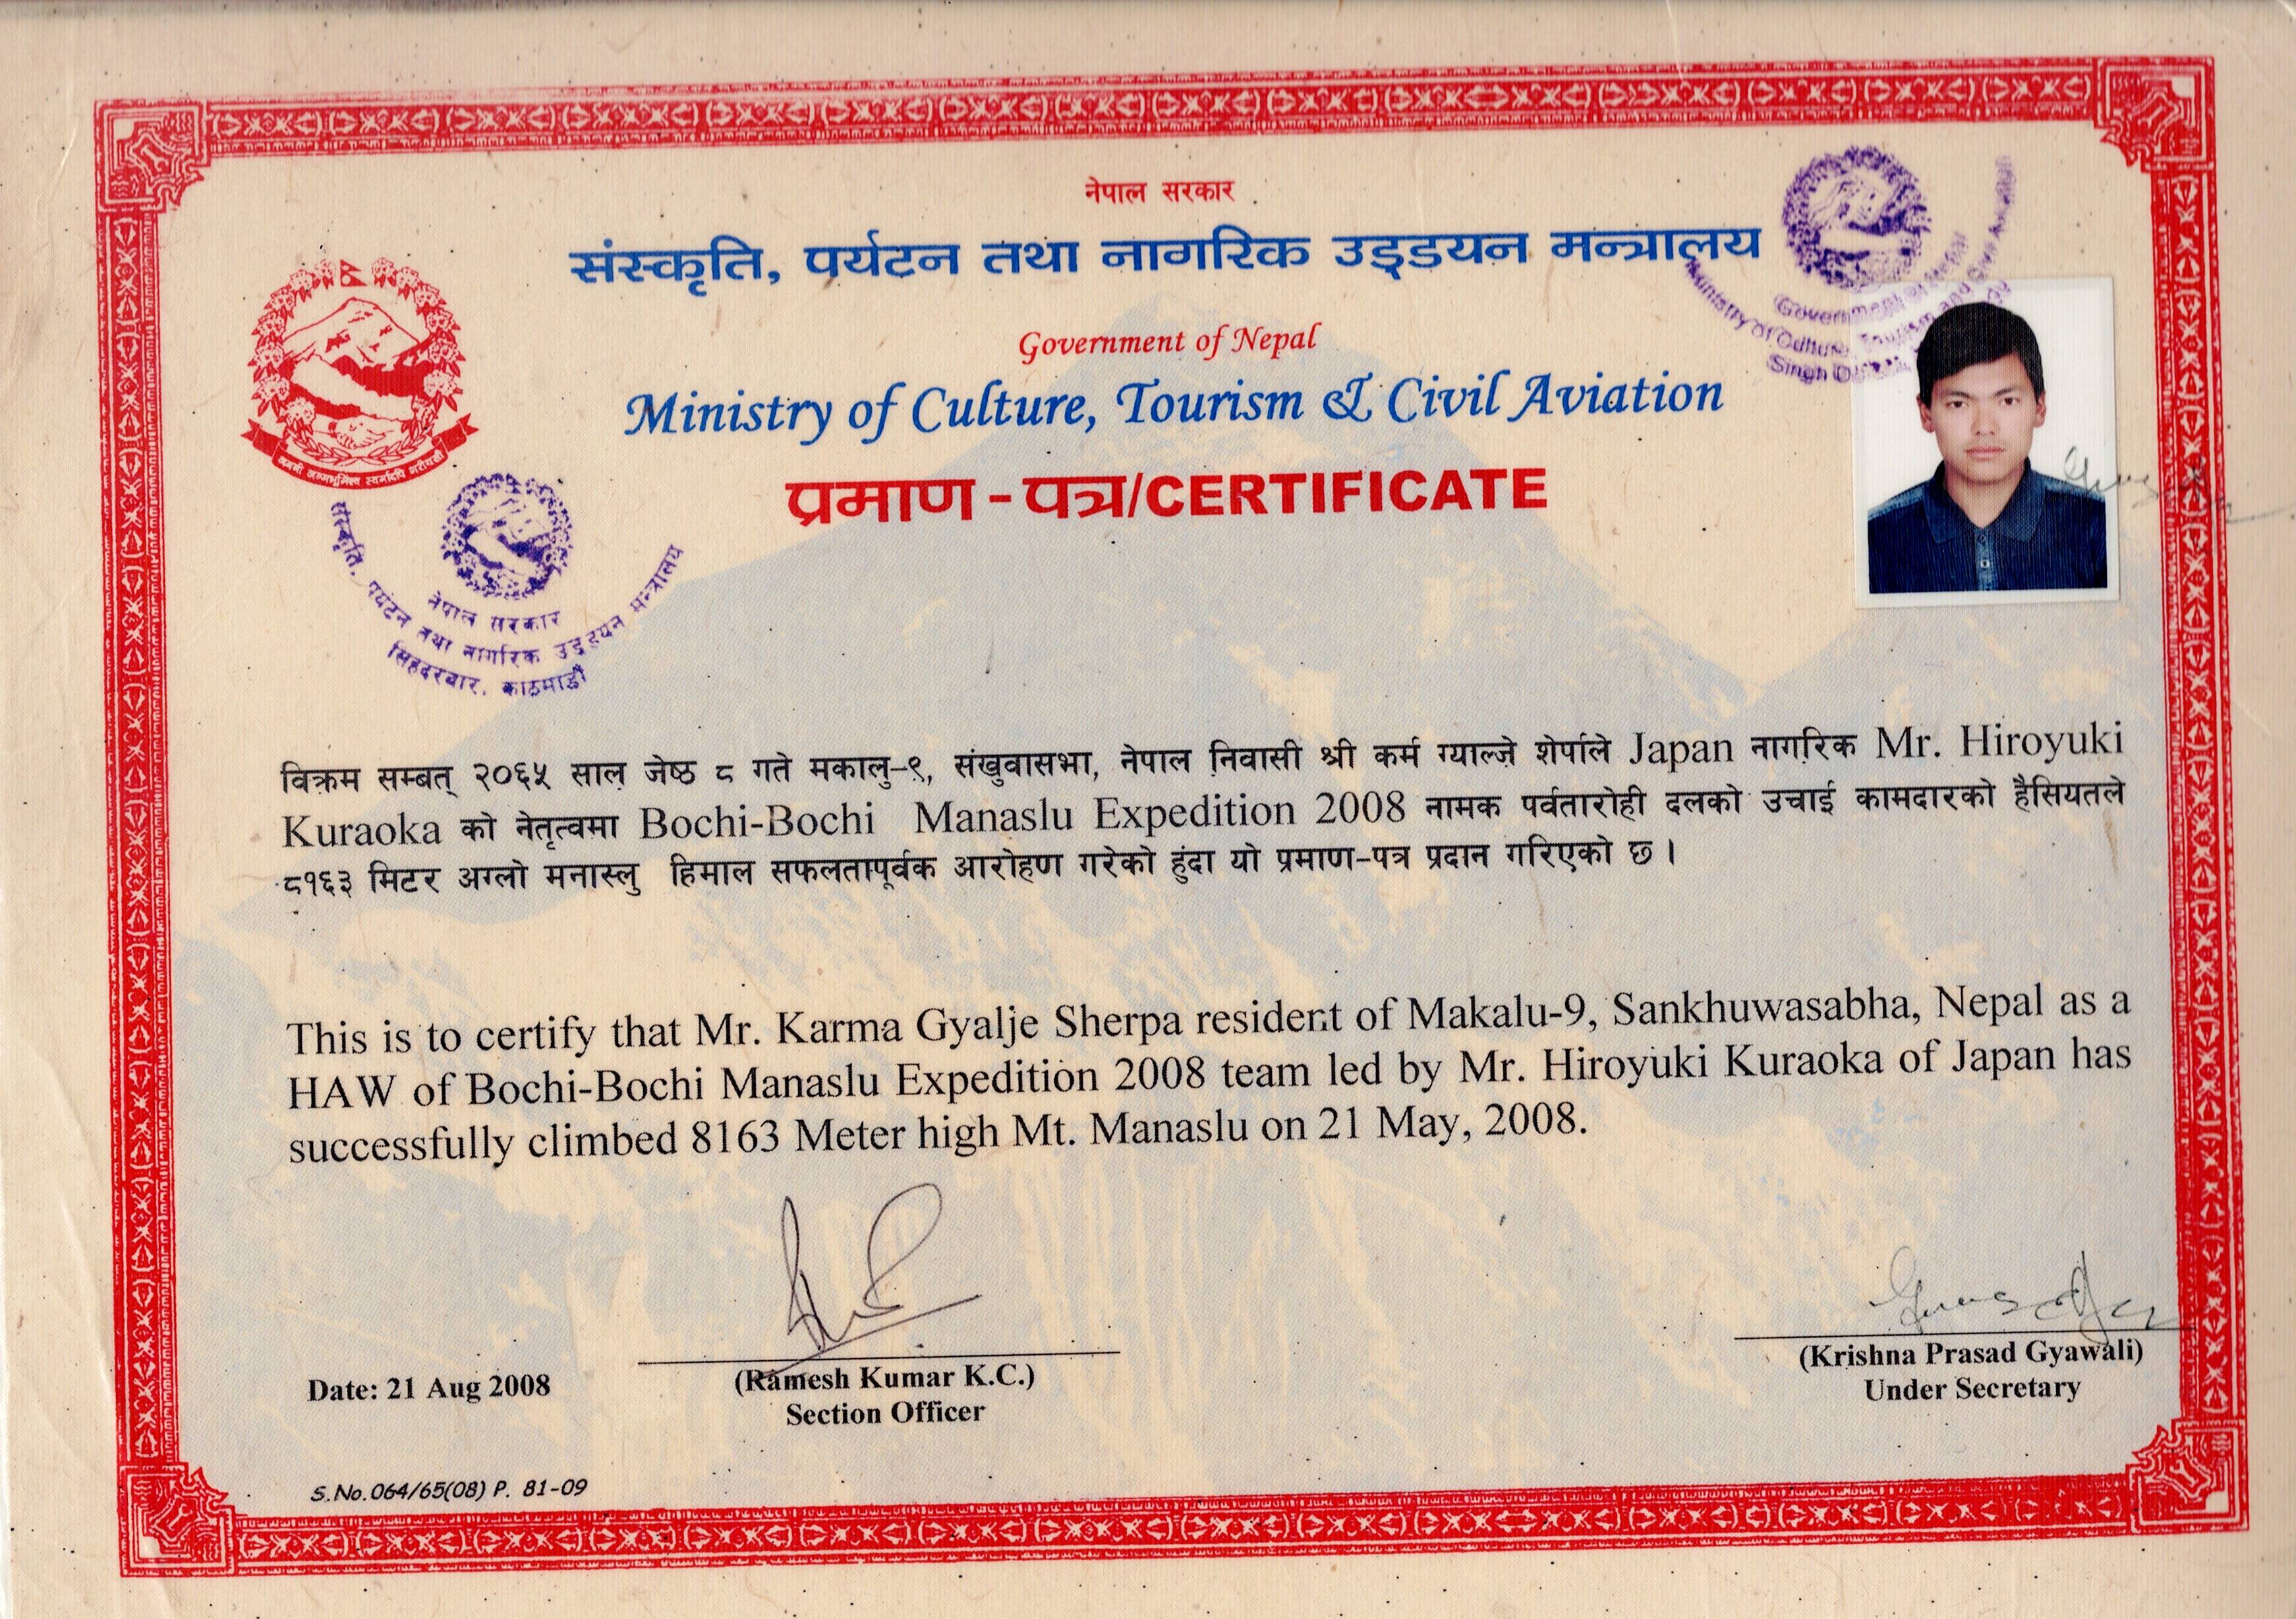 नेपाल सरकार
संस्कृति, पर्यटन तथा नागरिक उड्डयन मन्त्रालय
Government of Nepal
Ministry of Culture, Tourism & Civil Aviation
प्रमाण - पत्र/CERTIFICATE
जननी जन्मभूमिश्च स्वर्गादपि गरीयसी
नेपाल सरकार
संस्कृति, पर्यटन तथा नागरिक उड्डयन मन्त्रालय
सिंहदरबार, काठमाडौं
Government of Nepal
Ministry of Culture, Tourism and Civil Aviation
Singh
विक्रम सम्बत् २०६५ साल जेष्ठ ८ गते मकालु-९, संखुवासभा, नेपाल निवासी श्री कर्म ग्याल्जे शेर्पाले Japan नागरिक Mr. Hiroyuki
Kuraoka को नेतृत्वमा Bochi-Bochi Manaslu Expedition 2008 नामक पर्वतारोही दलको उचाई कामदारको हैसियतले
८१६३ मिटर अग्लो मनास्लु हिमाल सफलतापूर्वक आरोहण गरेको हुंदा यो प्रमाण-पत्र प्रदान गरिएको छ।
This is to certify that Mr. Karma Gyalje Sherpa resident of Makalu-9, Sankhuwasabha, Nepal as a
HAW of Bochi-Bochi Manaslu Expedition 2008 team led by Mr. Hiroyuki Kuraoka of Japan has
successfully climbed 8163 Meter high Mt. Manaslu on 21 May, 2008.
Date: 21 Aug 2008
(Ramesh Kumar K.C.)
Section Officer
(Krishna Prasad Gyawali)
Under Secretary
S.No.064/65(08) P. 81-09